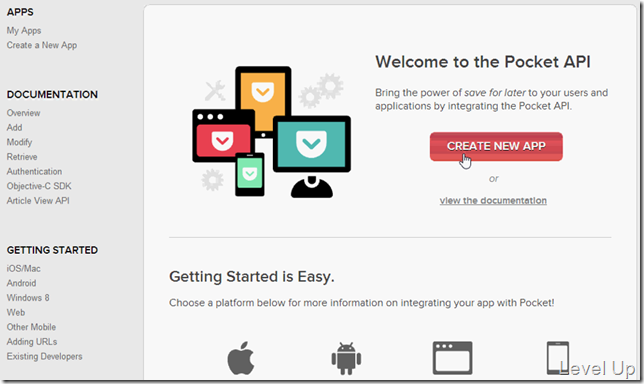 APPS
My Apps
Create a New App
DOCUMENTATION
Overview
Add
Modify
Retrieve
Authentication
Objective-C SDK
Article View API
GETTING STARTED
iOS/Mac
Android
Windows 8
Web
Other Mobile
Adding URLs
Existing Developers
Welcome to the Pocket API
Bring the power of save for later to your users and
applications by integrating the Pocket API.
CREATE NEW APP
or
view the documentation
Getting Started is Easy.
Choose a platform below for more information on integrating your app with Pocket!
Level Up